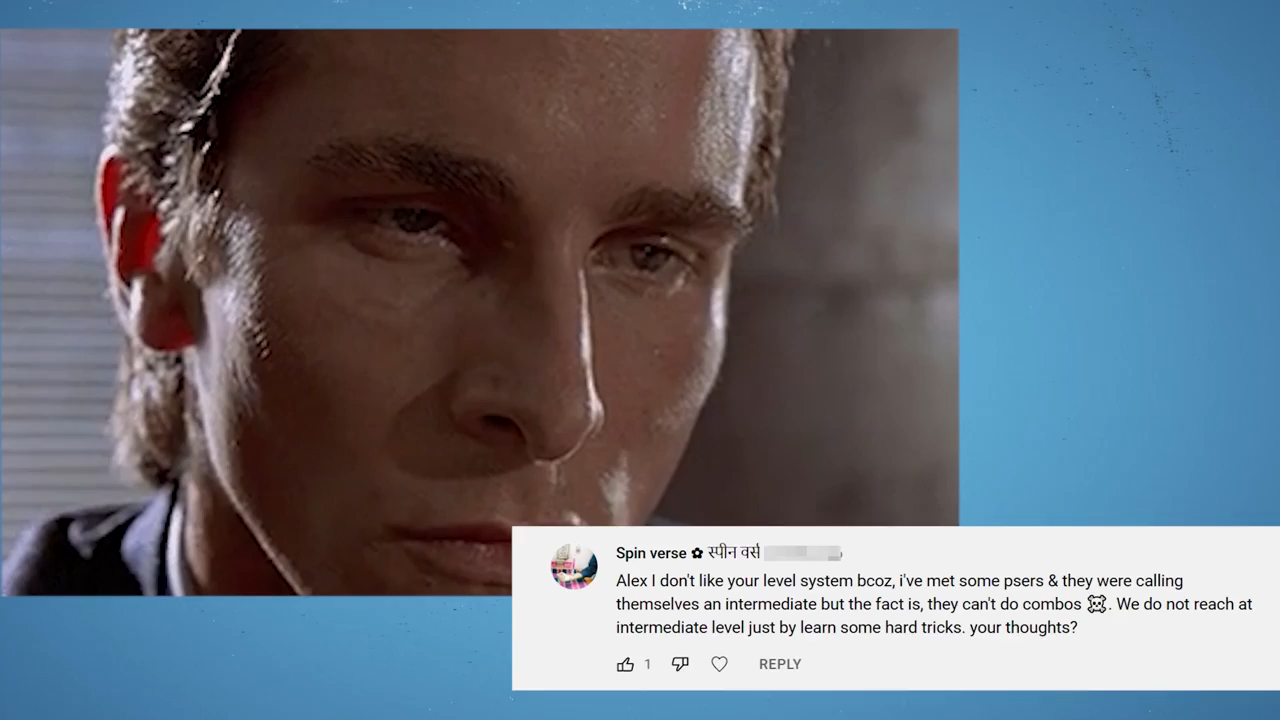 Spin verse ✿ स्पीन वर्स
Alex I don't like your level system bcoz, i've met some psers & they were calling
themselves an intermediate but the fact is, they can't do combos ☠. We do not reach at
intermediate level just by learn some hard tricks. your thoughts?
1 REPLY